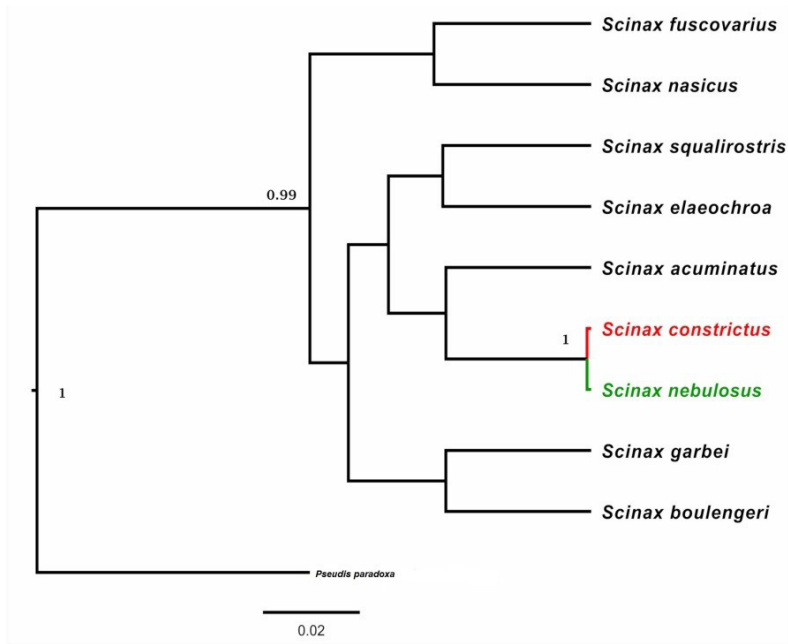 Scinax fuscovarius
Scinax nasicus
Scinax squalirostris
0.99
Scinax elaeochroa
Scinax acuminatus
Scinax constrictus
1
Scinax nebulosus
1
Scinax garbei
Scinax boulengeri
Pseudis paradoxa
0.02